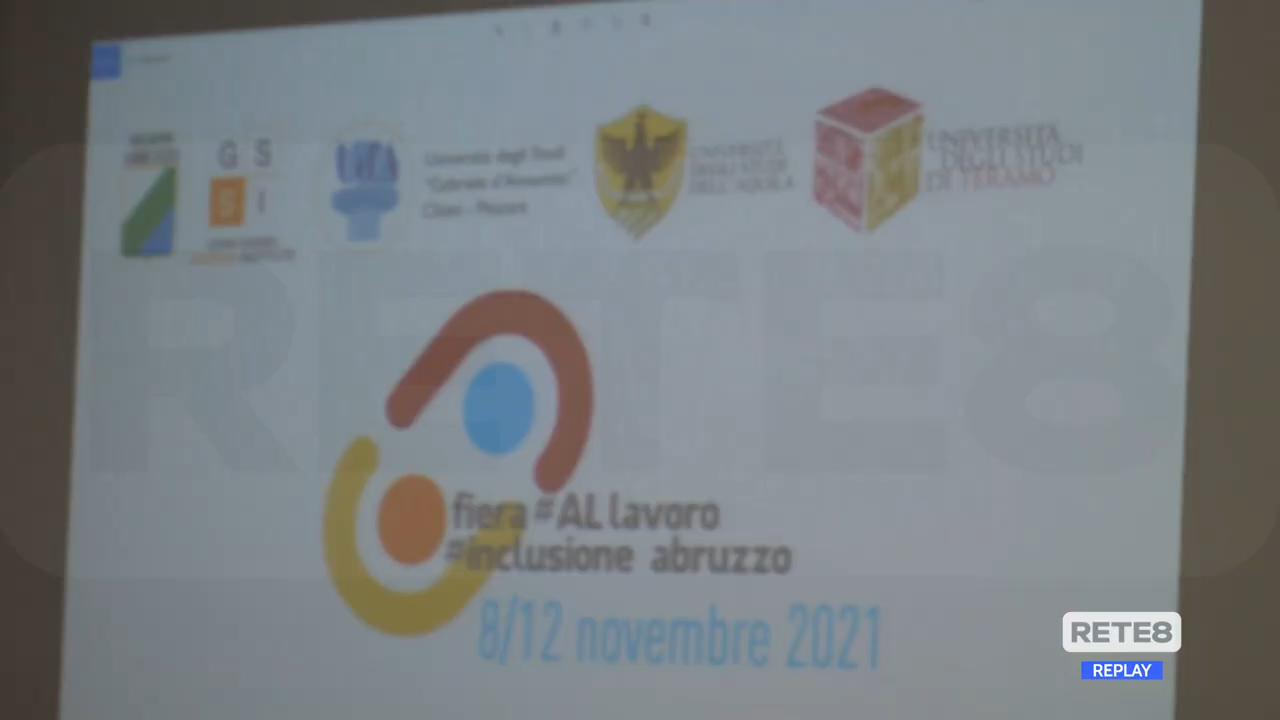 G S
S I
Università degli Studi
"Gabriele d'Annunzio"
Chieti - Pescara
UNIVERSITÀ
DEGLI STUDI
DELL'AQUILA
UNIVERSITÀ
DEGLI STUDI
DI TERAMO
fiera #AL lavoro
#inclusione abruzzo
8/12 novembre 2021
RETE8
RETE8
REPLAY